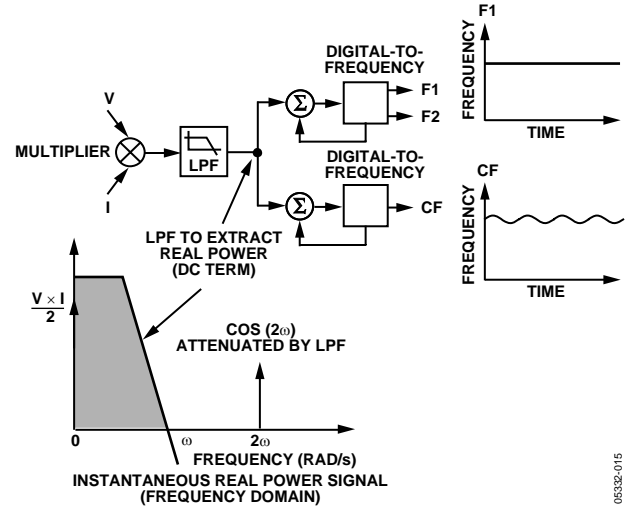 F1
DIGITAL-TO-
FREQUENCY
V
F1
F2
FREQUENCY
TIME
MULTIPLIER
LPF
Σ
I
DIGITAL-TO-
FREQUENCY
Σ
CF
CF
FREQUENCY
TIME
LPF TO EXTRACT
REAL POWER
(DC TERM)
V × I
2
COS (2ω)
ATTENUATED BY LPF
0
ω
2ω
FREQUENCY (RAD/s)
INSTANTANEOUS REAL POWER SIGNAL
(FREQUENCY DOMAIN)
05332-015